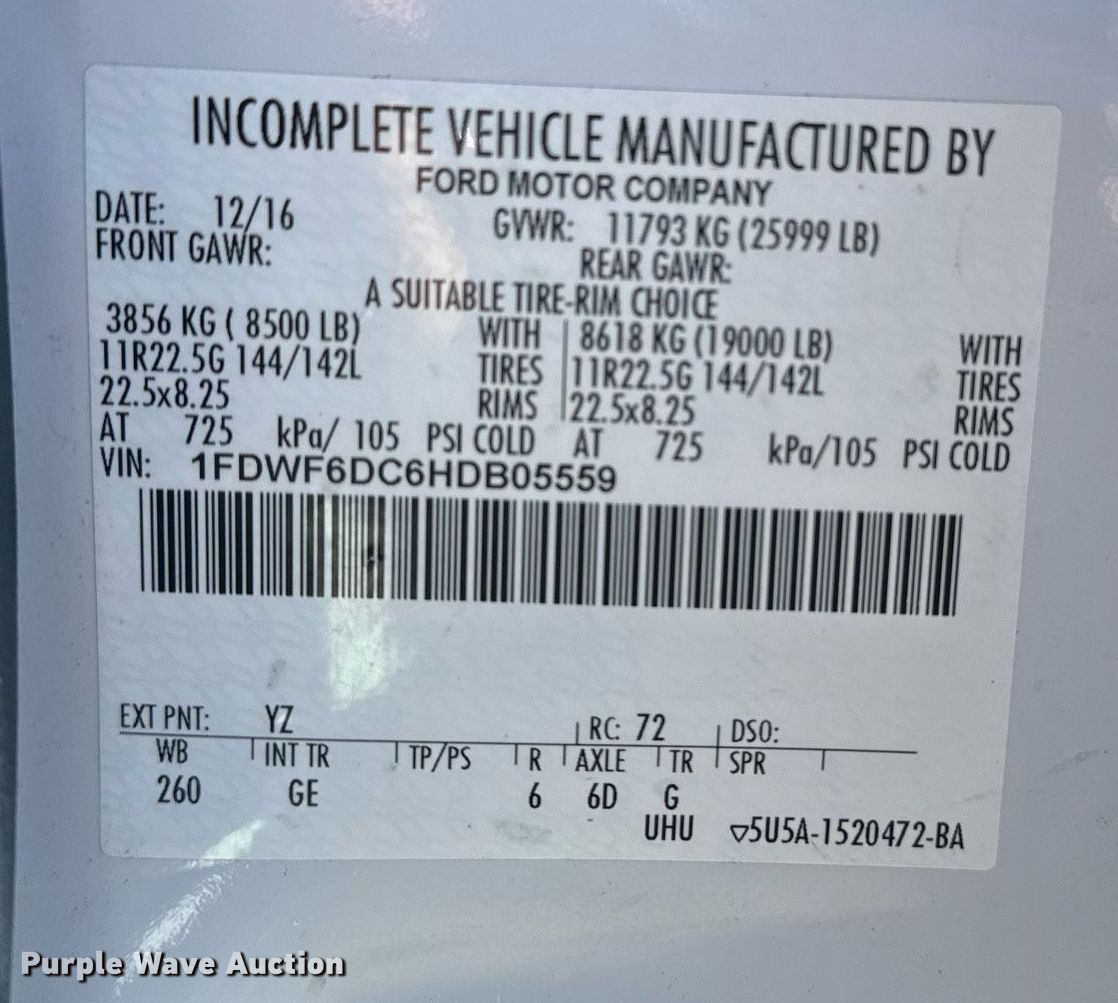 INCOMPLETE VEHICLE MANUFACTURED BY
FORD MOTOR COMPANY
DATE: 12/16 GVWR: 11793 KG (25999 LB)
FRONT GAWR: REAR GAWR:
A SUITABLE TIRE-RIM CHOICE
3856 KG ( 8500 LB) WITH 8618 KG (19000 LB) WITH
11R22.5G 144/142L TIRES 11R22.5G 144/142L TIRES
22.5x8.25 RIMS 22.5x8.25 RIMS
AT 725 kPa/ 105 PSI COLD AT 725 kPa/105 PSI COLD
VIN: 1FDWF6DC6HDB05559
EXT PNT: YZ RC: 72 DSO:
WB INT TR TP/PS R AXLE TR SPR
260 GE 6 6D G
UHU ▽5U5A-1520472-BA
Purple Wave Auction